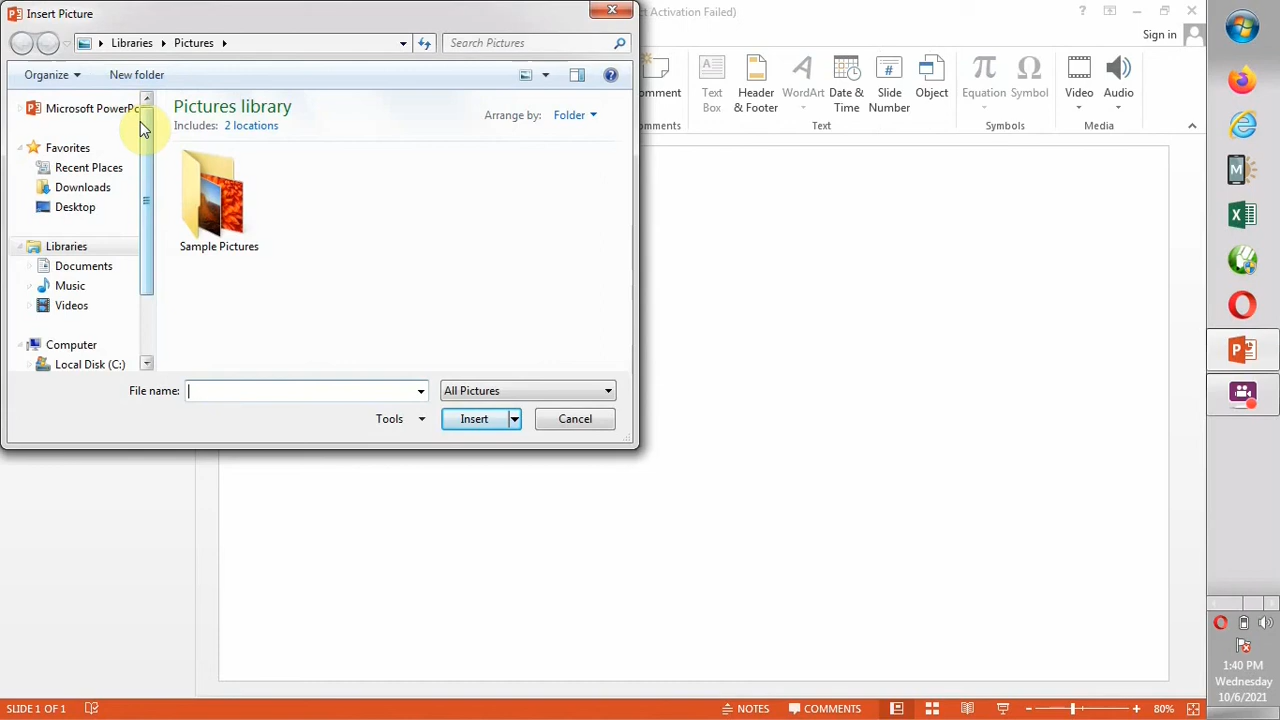 Insert Picture
ct Activation Failed)
Sign in
Libraries
Pictures
Search Pictures
Organize
New folder
omment
Text
Box
Header
& Footer
WordArt
Date &
Time
Slide
Number
Object
Equation
Symbol
Video
Audio
omments
Text
Symbols
Media
Microsoft PowerPo
Favorites
Recent Places
Downloads
Desktop
Libraries
Documents
Music
Videos
Computer
Local Disk (C:)
Pictures library
Includes: 2 locations
Arrange by: Folder
Sample Pictures
File name:
All Pictures
Tools
Insert
Cancel
SLIDE 1 OF 1
NOTES
COMMENTS
80%
1:40 PM
Wednesday
10/6/2021